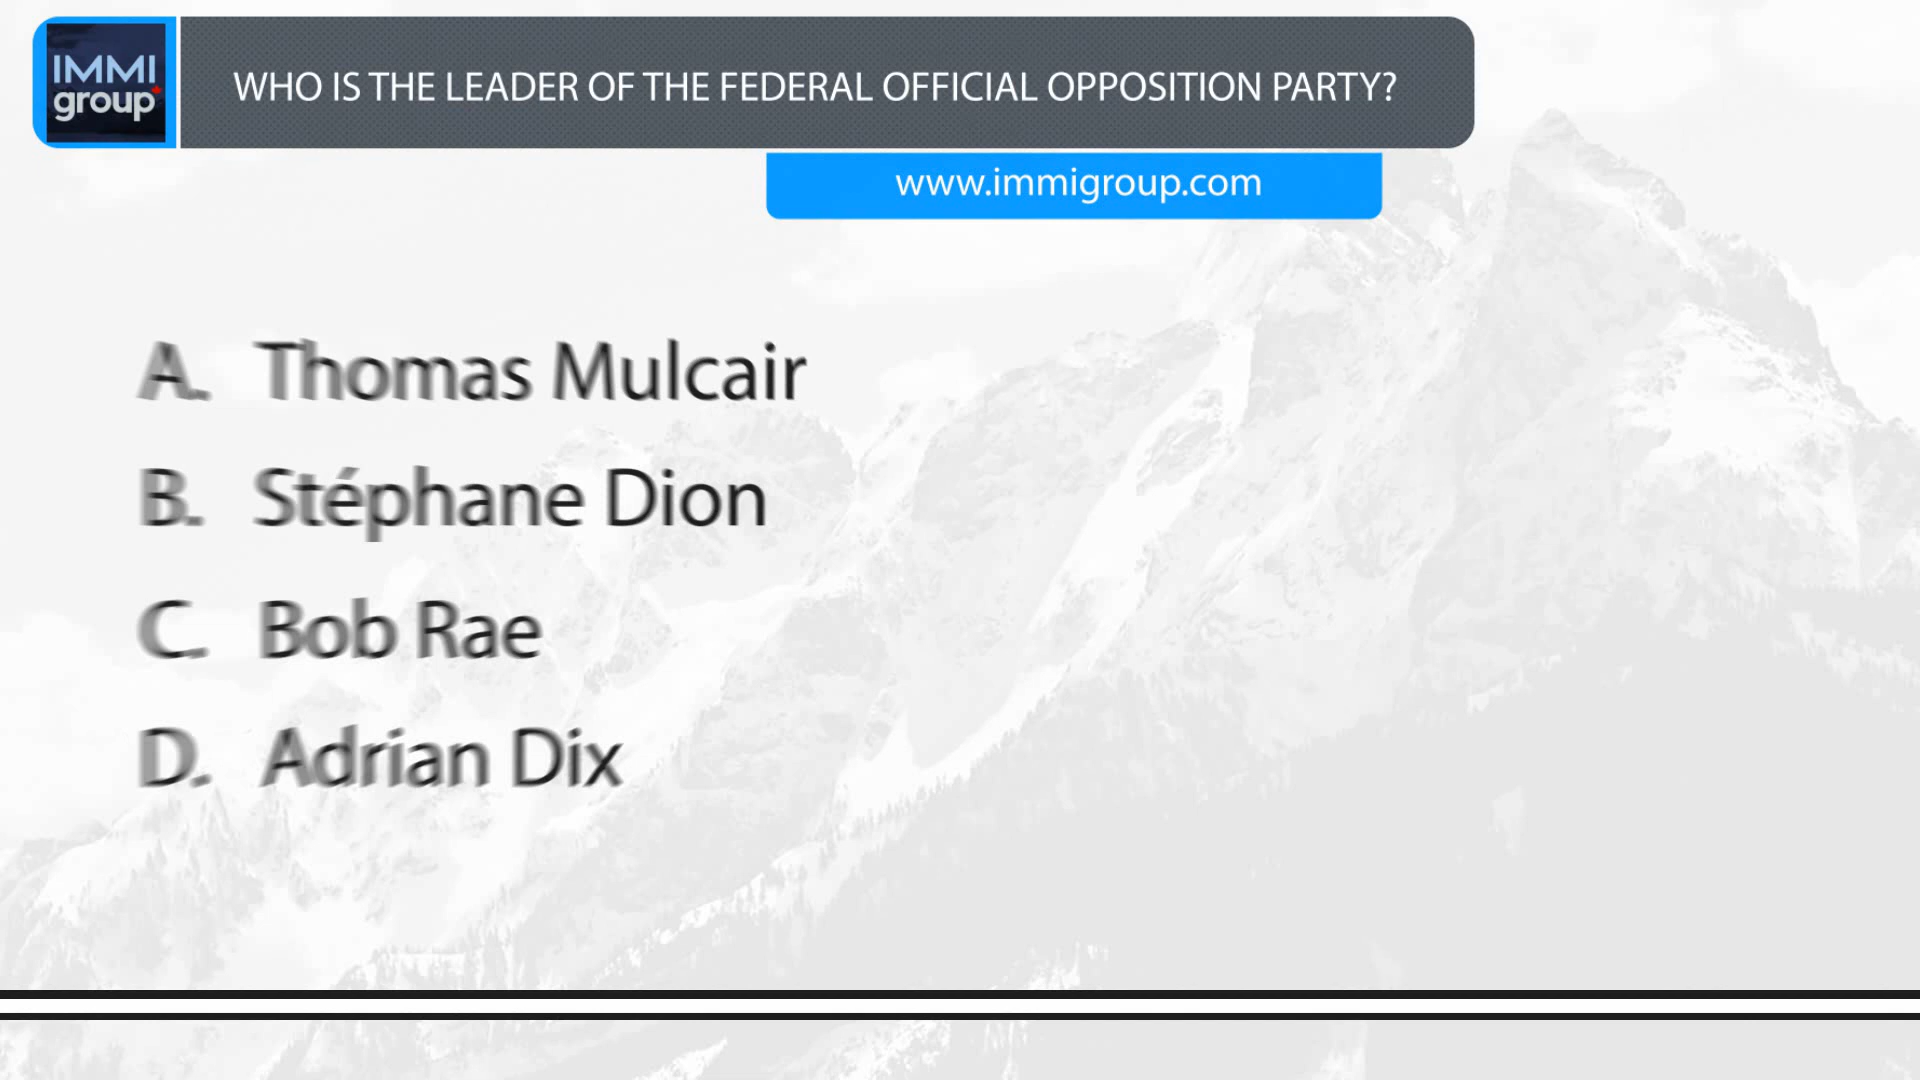 IMMI
group
WHO IS THE LEADER OF THE FEDERAL OFFICIAL OPPOSITION PARTY?
www.immigroup.com
A. Thomas Mulcair
B. Stéphane Dion
C. Bob Rae
D. Adrian Dix